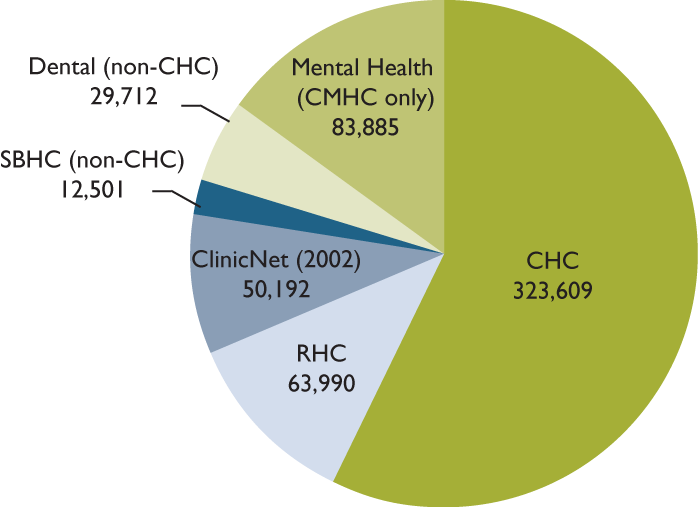 Dental (non-CHC)
29,712
Mental Health
(CMHC only)
83,885
SBHC (non-CHC)
12,501
ClinicNet (2002)
50,192
CHC
323,609
RHC
63,990